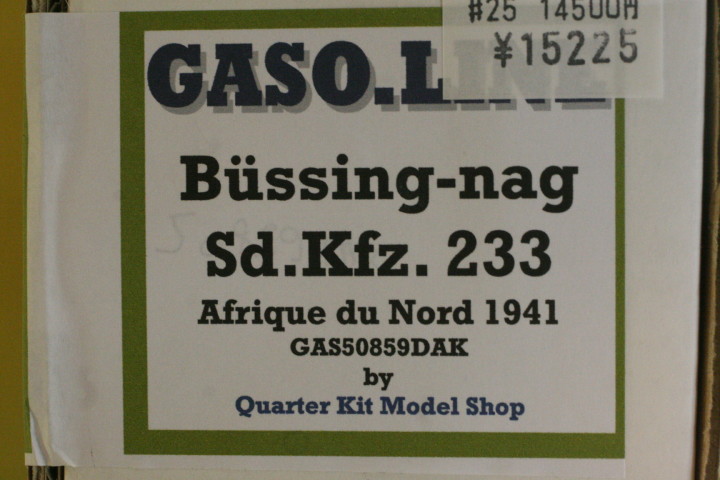 #25 14500円
¥15225
GASO.LINE
Büssing-nag
Sd.Kfz. 233
Afrique du Nord 1941
GAS50859DAK
by
Quarter Kit Model Shop